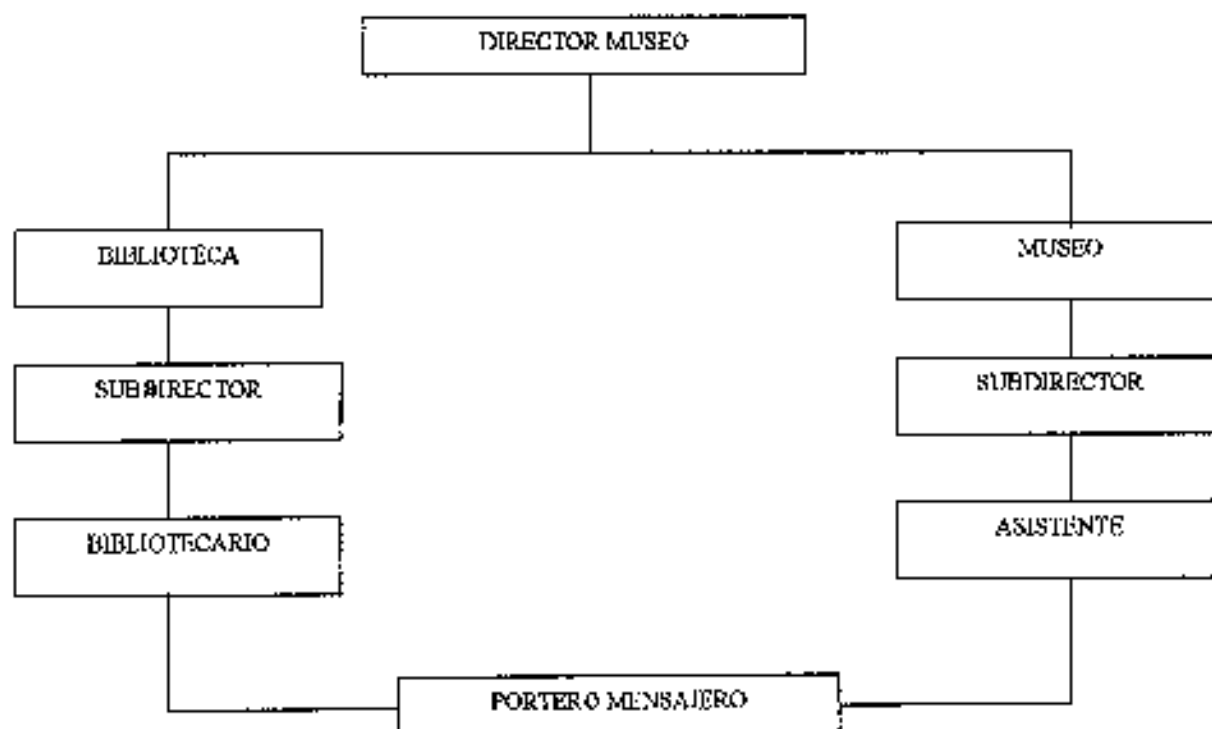 DIRECTOR MUSEO
BIBLIOTECA
MUSEO
SUBDIRECTOR
SUBDIRECTOR
BIBLIOTECARIO
ASISTENTE
PORTERO MENSAJERO